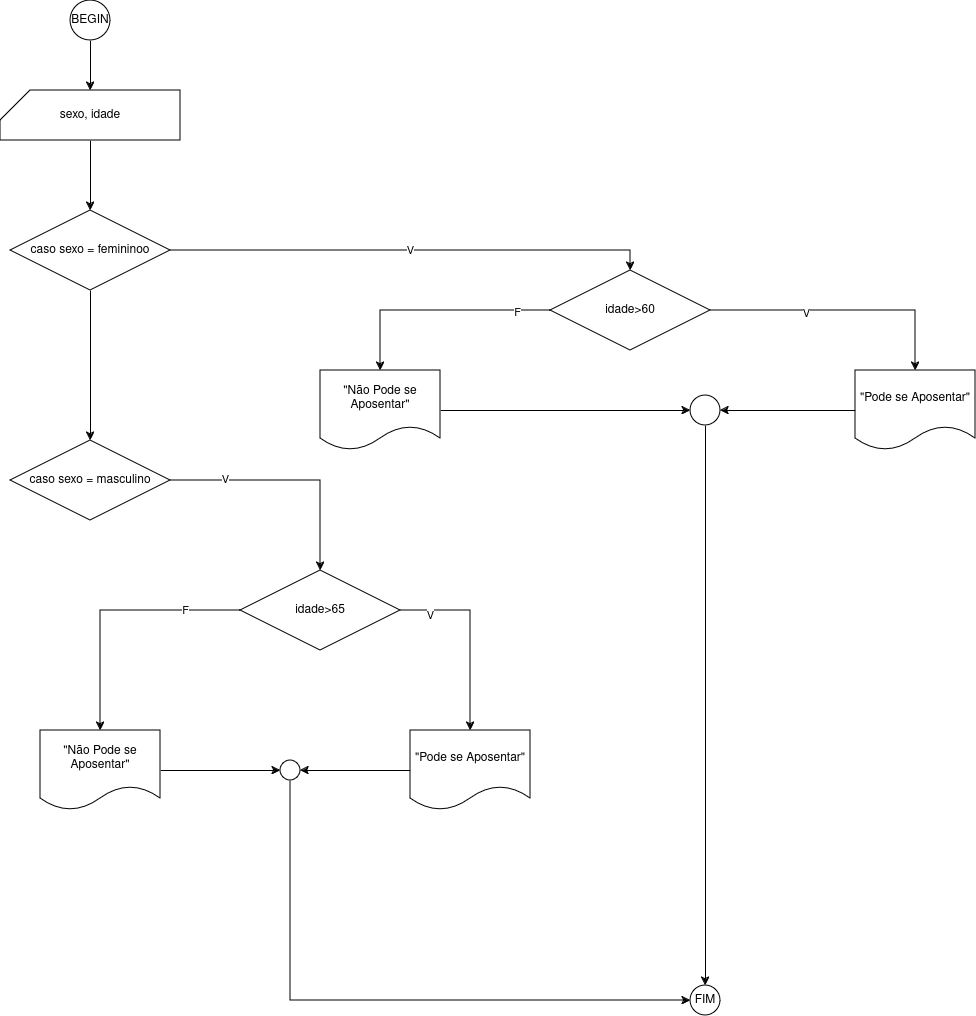 BEGIN
sexo, idade
caso sexo = femininoo
V
idade>60
F
V
"Não Pode se
Aposentar"
"Pode se Aposentar"
caso sexo = masculino
V
idade>65
F
V
"Não Pode se
Aposentar"
"Pode se Aposentar"
FIM